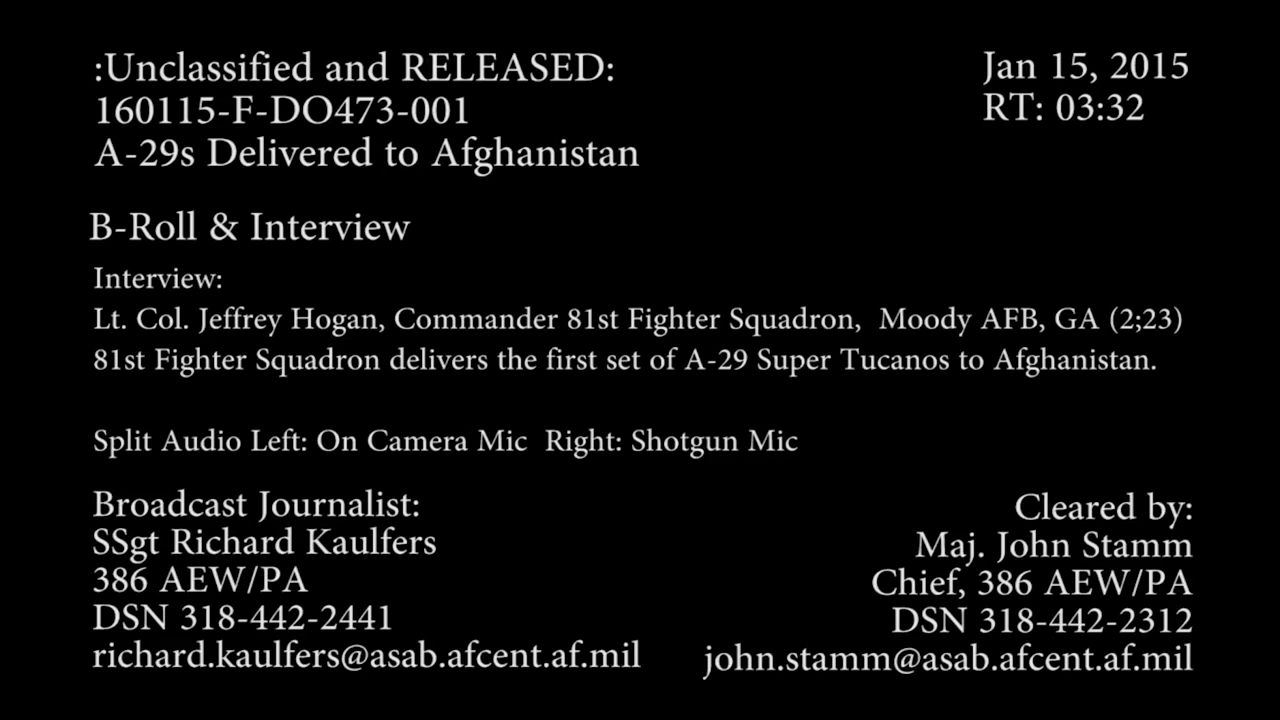 :Unclassified and RELEASED:
Jan 15, 2015
160115-F-DO473-001
RT: 03:32
A-29s Delivered to Afghanistan
B-Roll & Interview
Interview:
Lt. Col. Jeffrey Hogan, Commander 81st Fighter Squadron,  Moody AFB, GA (2;23)
81st Fighter Squadron delivers the first set of A-29 Super Tucanos to Afghanistan.
Split Audio Left: On Camera Mic  Right: Shotgun Mic
Broadcast Journalist:
SSgt Richard Kaulfers
386 AEW/PA
DSN 318-442-2441
richard.kaulfers@asab.afcent.af.mil
Cleared by:
Maj. John Stamm
Chief, 386 AEW/PA
DSN 318-442-2312
john.stamm@asab.afcent.af.mil